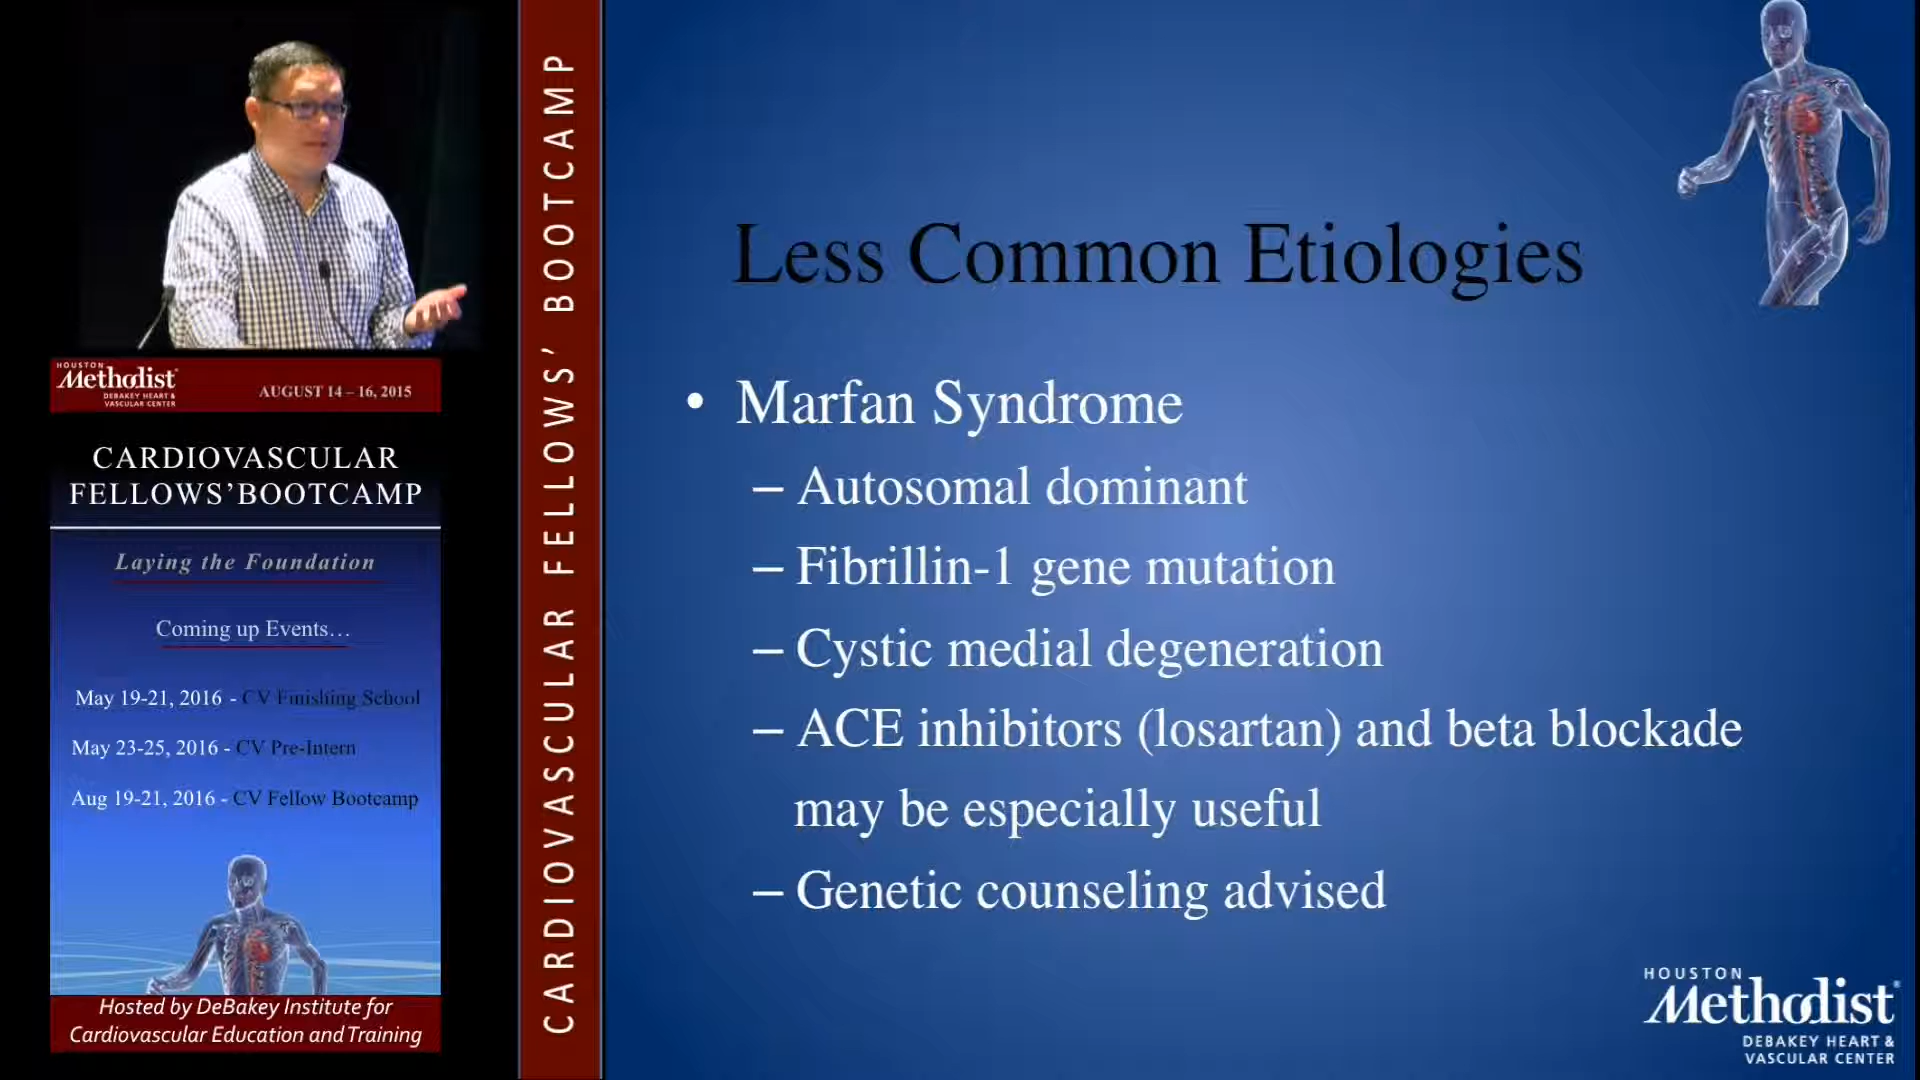 HOUSTON
Methodist
DEBAKEY HEART &
VASCULAR CENTER
AUGUST 14 – 16, 2015
CARDIOVASCULAR
FELLOWS’BOOTCAMP
Laying the Foundation
Coming up Events…
May 19-21, 2016 - CV Finishing School
May 23-25, 2016 - CV Pre-Intern
Aug 19-21, 2016 - CV Fellow Bootcamp
Hosted by DeBakey Institute for
Cardiovascular Education and Training
CARDIOVASCULAR FELLOWS’ BOOTCAMP
Less Common Etiologies
• Marfan Syndrome
– Autosomal dominant
– Fibrillin-1 gene mutation
– Cystic medial degeneration
– ACE inhibitors (losartan) and beta blockade
may be especially useful
– Genetic counseling advised
HOUSTON
Methodist
DEBAKEY HEART &
VASCULAR CENTER